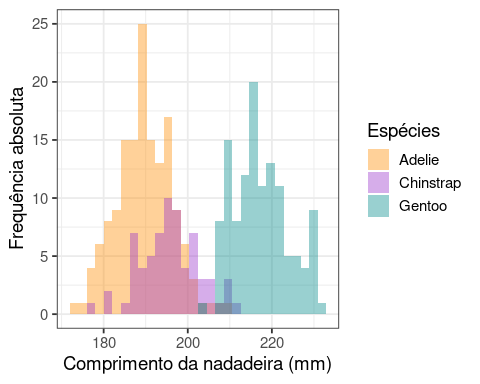 25
20
15
10
5
0
Frequência absoluta
180
200
220
Comprimento da nadadeira (mm)
Espécies
Adelie
Chinstrap
Gentoo